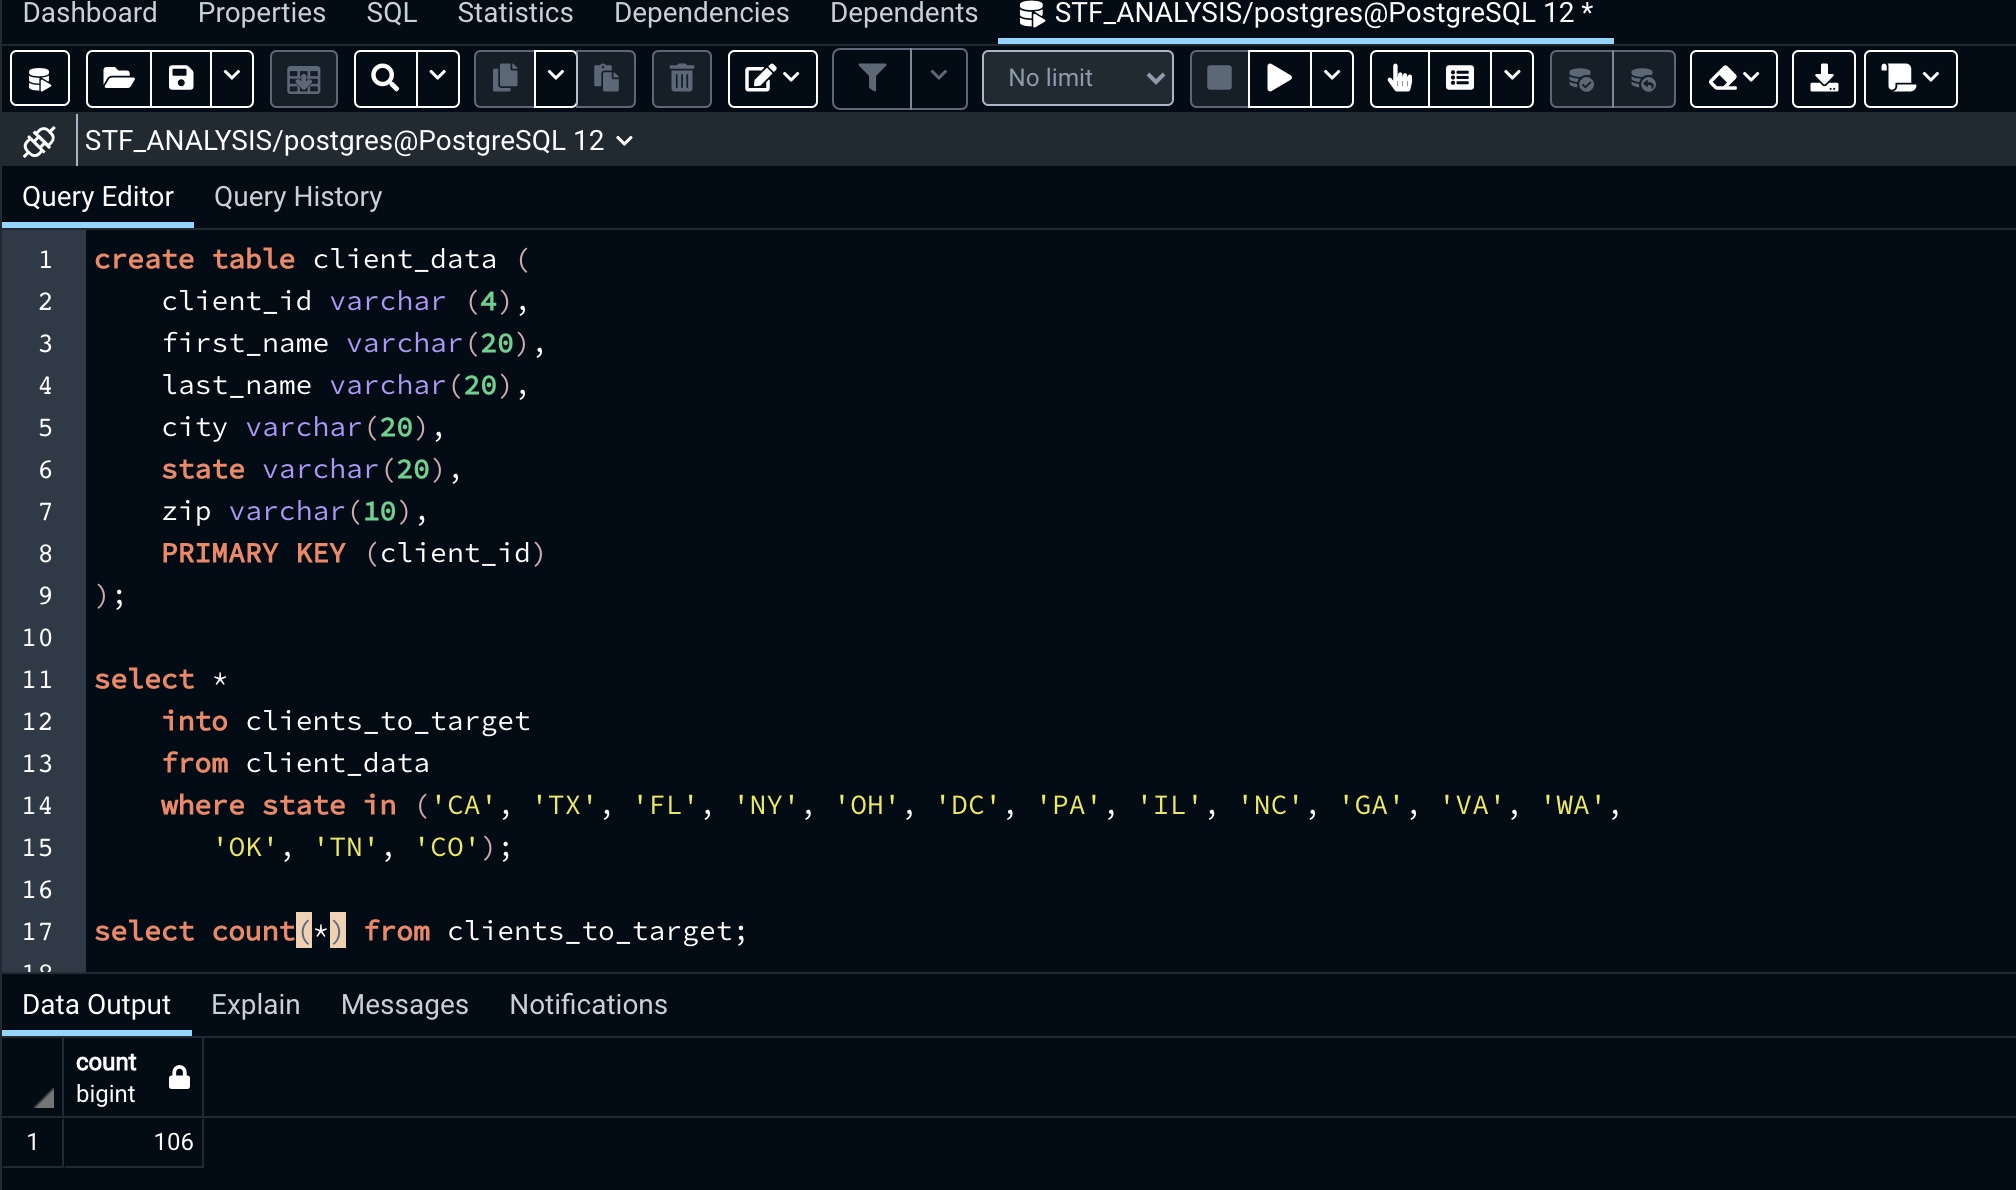 Dashboard Properties SQL Statistics Dependencies Dependents STF_ANALYSIS/postgres@PostgreSQL 12 *
No limit
STF_ANALYSIS/postgres@PostgreSQL 12
Query Editor Query History
1 create table client_data (
2 client_id varchar (4),
3 first_name varchar(20),
4 last_name varchar(20),
5 city varchar(20),
6 state varchar(20),
7 zip varchar(10),
8 PRIMARY KEY (client_id)
9 );
10
11 select *
12 into clients_to_target
13 from client_data
14 where state in ('CA', 'TX', 'FL', 'NY', 'OH', 'DC', 'PA', 'IL', 'NC', 'GA', 'VA', 'WA',
15 'OK', 'TN', 'CO');
16
17 select count(*) from clients_to_target;
18
Data Output Explain Messages Notifications
count
bigint
1 106